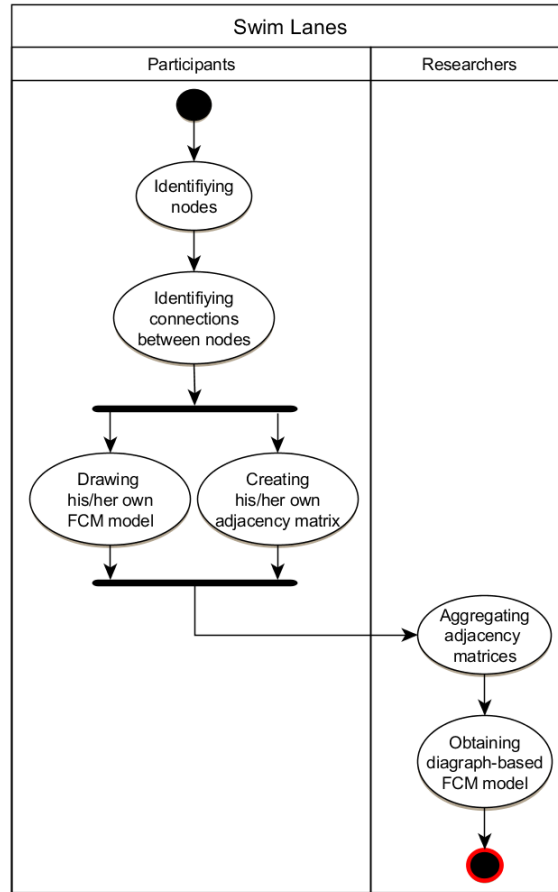 Swim Lanes
Participants
Researchers
Identifiying
nodes
Identifiying
connections
between nodes
Drawing
his/her own
FCM model
Creating
his/her own
adjacency matrix
Aggregating
adjacency
matrices
Obtaining
diagraph-based
FCM model